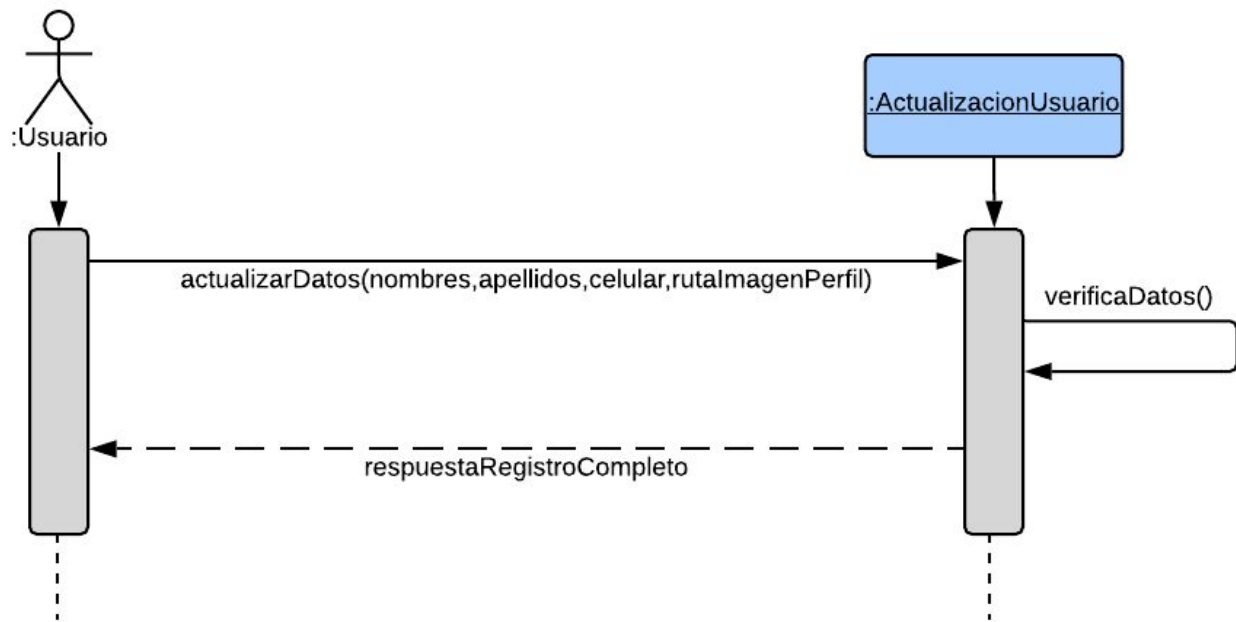 :Usuario
:ActualizacionUsuario
actualizarDatos(nombres,apellidos,celular,rutaImagenPerfil)
verificaDatos()
respuestaRegistroCompleto